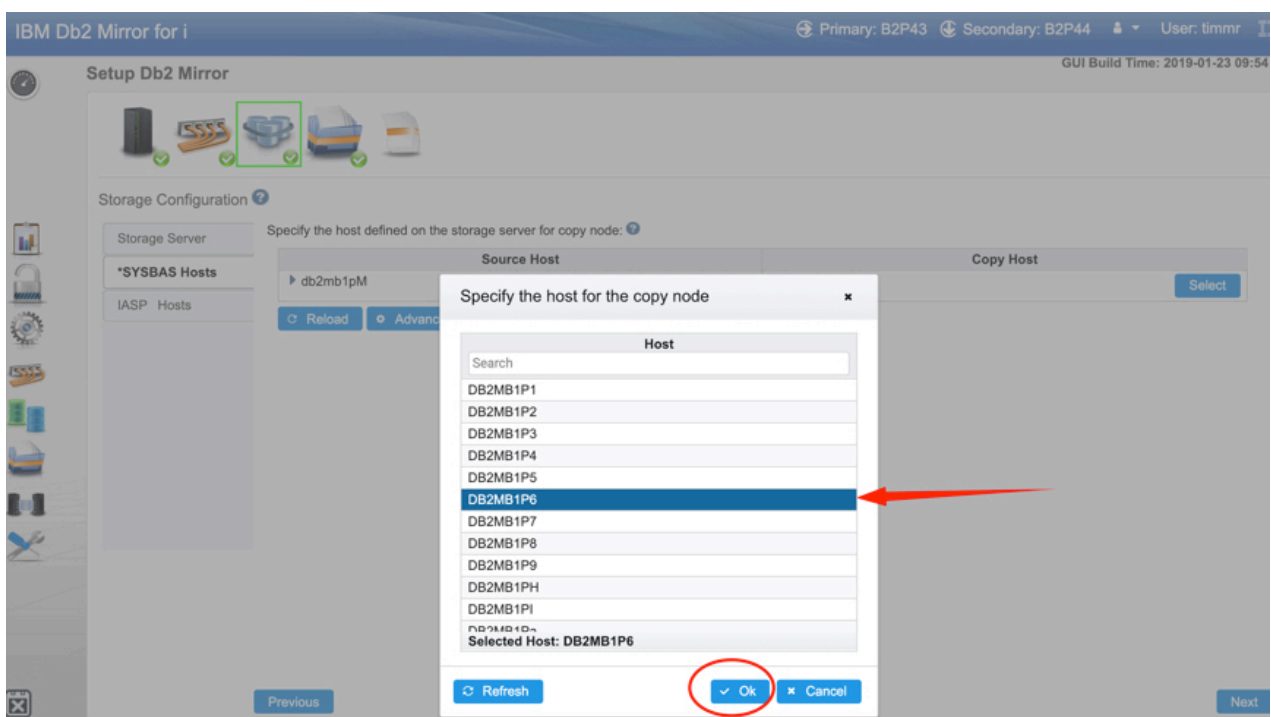 IBM Db2 Mirror for i
Primary: B2P43 Secondary: B2P44 User: timmr
Setup Db2 Mirror
GUI Build Time: 2019-01-23 09:54
Storage Configuration
Specify the host defined on the storage server for copy node:
Storage Server
*SYSBAS Hosts
IASP Hosts
Source Host Copy Host
db2mb1pM Select
Reload Advanc
Specify the host for the copy node
Host
Search
DB2MB1P1
DB2MB1P2
DB2MB1P3
DB2MB1P4
DB2MB1P5
DB2MB1P6
DB2MB1P7
DB2MB1P8
DB2MB1P9
DB2MB1PH
DB2MB1PI
Selected Host: DB2MB1P6
Refresh Ok Cancel
Previous Next